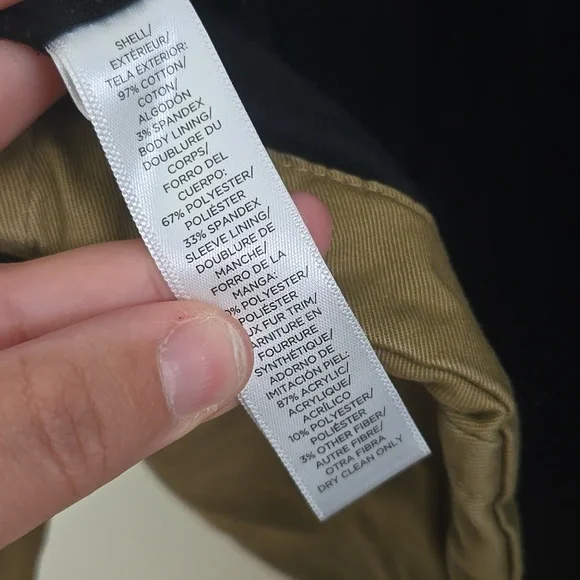 SHELL/
EXTÉRIEUR/
TELA EXTERIOR:
97% COTTON/
COTON/
ALGODÓN
3% SPANDEX
BODY LINING/
DOUBLURE DU
CORPS/
FORRO DEL
CUERPO:
67% POLYESTER/
POLIÉSTER
33% SPANDEX
SLEEVE LINING/
DOUBLURE DE
MANCHE/
FORRO DE LA
MANGA:
POLYESTER/
POLIÉSTER
FUR TRIM/
EN
FOURRURE
SYNTHÉTIQUE/
ADORNO DE
IMITACIÓN PIEL:
87% ACRYLIC/
ACRYLIQUE/
ACRÍLICO
10% POLYESTER/
POLIÉSTER
3% OTHER FIBER/
AUTRE FIBRE/
OTRA FIBRA
DRY CLEAN ONLY